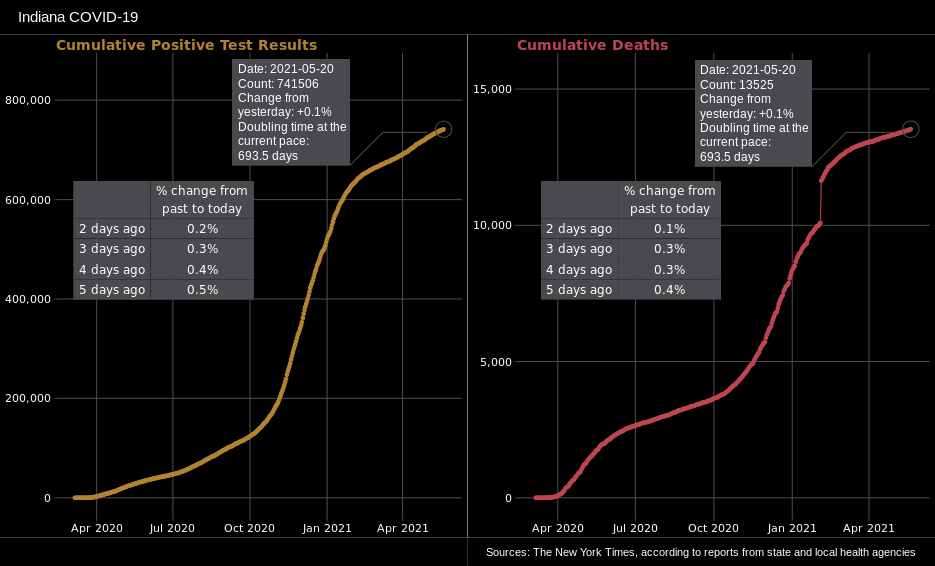 Indiana COVID-19
Cumulative Positive Test Results
Date: 2021-05-20
Count: 741506
Change from
yesterday: +0.1%
Doubling time at the
current pace:
693.5 days
800,000
600,000
400,000
200,000
0
% change from
past to today
2 days ago 0.2%
3 days ago 0.3%
4 days ago 0.4%
5 days ago 0.5%
Apr 2020 Jul 2020 Oct 2020 Jan 2021 Apr 2021
Cumulative Deaths
Date: 2021-05-20
Count: 13525
Change from
yesterday: +0.1%
Doubling time at the
current pace:
693.5 days
15,000
10,000
5,000
0
% change from
past to today
2 days ago 0.1%
3 days ago 0.3%
4 days ago 0.3%
5 days ago 0.4%
Apr 2020 Jul 2020 Oct 2020 Jan 2021 Apr 2021
Sources: The New York Times, according to reports from state and local health agencies